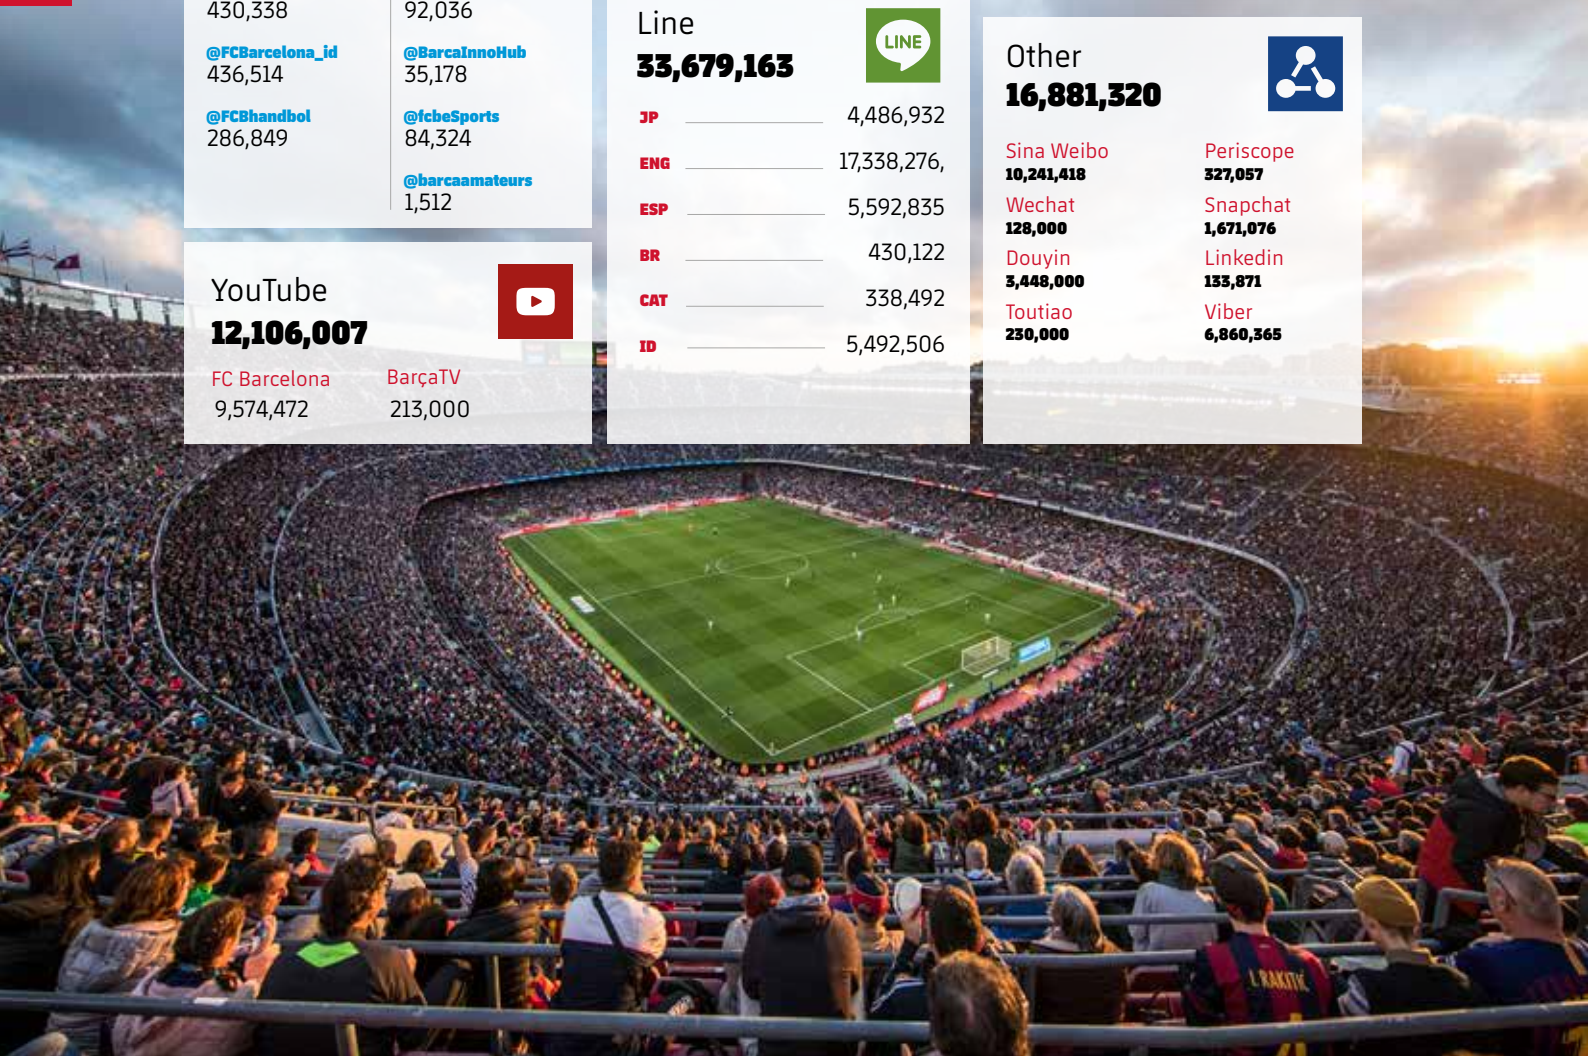 430,338
@FCBarcelona_id
436,514
@FCBhandbol
286,849
92,036
@BarcaInnoHub
35,178
@fcbeSports
84,324
@barcaamateurs
1,512
YouTube
12,106,007
FC Barcelona
9,574,472
BarçaTV
213,000
Line
33,679,163
LINE
JP 4,486,932
ENG 17,338,276,
ESP 5,592,835
BR 430,122
CAT 338,492
ID 5,492,506
Other
16,881,320
Sina Weibo
10,241,418
Wechat
128,000
Douyin
3,448,000
Toutiao
230,000
Periscope
327,057
Snapchat
1,671,076
Linkedin
133,871
Viber
6,860,365
I. RAKITIĆ